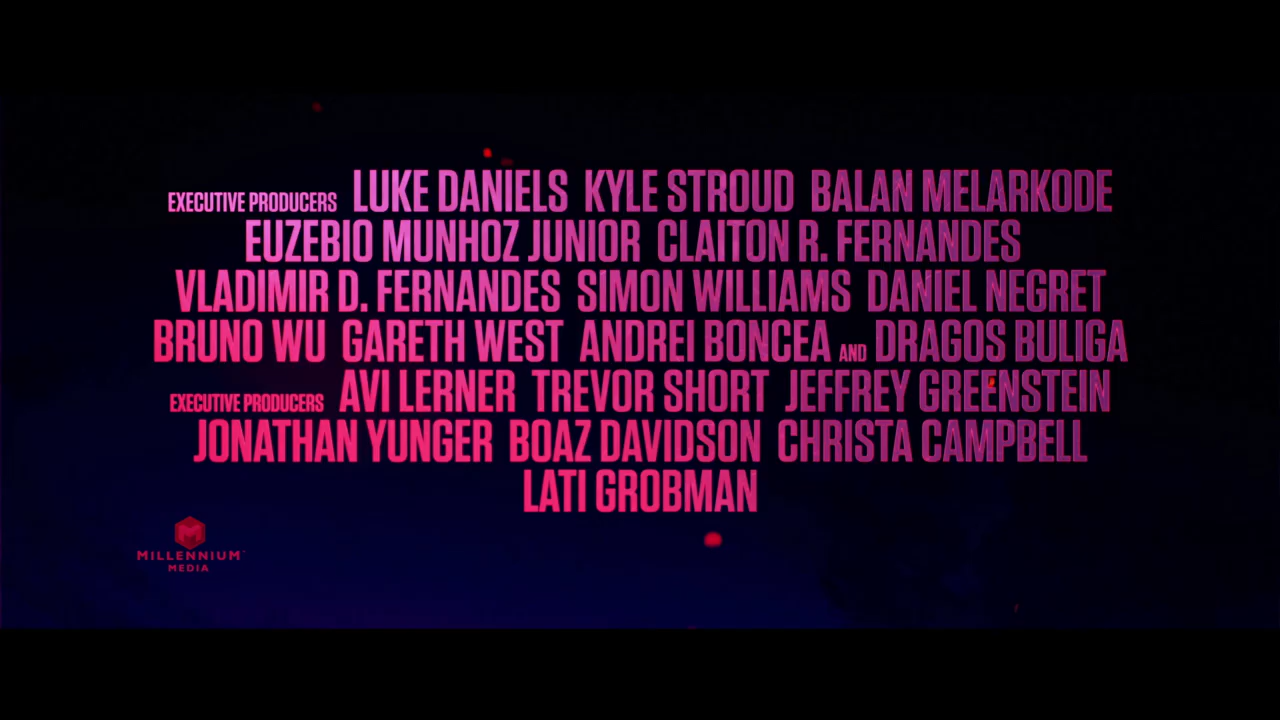 EXECUTIVE PRODUCERS LUKE DANIELS KYLE STROUD BALAN MELARKODE
EUZEBIO MUNHOZ JUNIOR CLAITON R. FERNANDES
VLADIMIR D. FERNANDES SIMON WILLIAMS DANIEL NEGRET
BRUNO WU GARETH WEST ANDREI BONCEA AND DRAGOS BULIGA
EXECUTIVE PRODUCERS AVI LERNER TREVOR SHORT JEFFREY GREENSTEIN
JONATHAN YUNGER BOAZ DAVIDSON CHRISTA CAMPBELL
LATI GROBMAN
MILLENNIUM
MEDIA